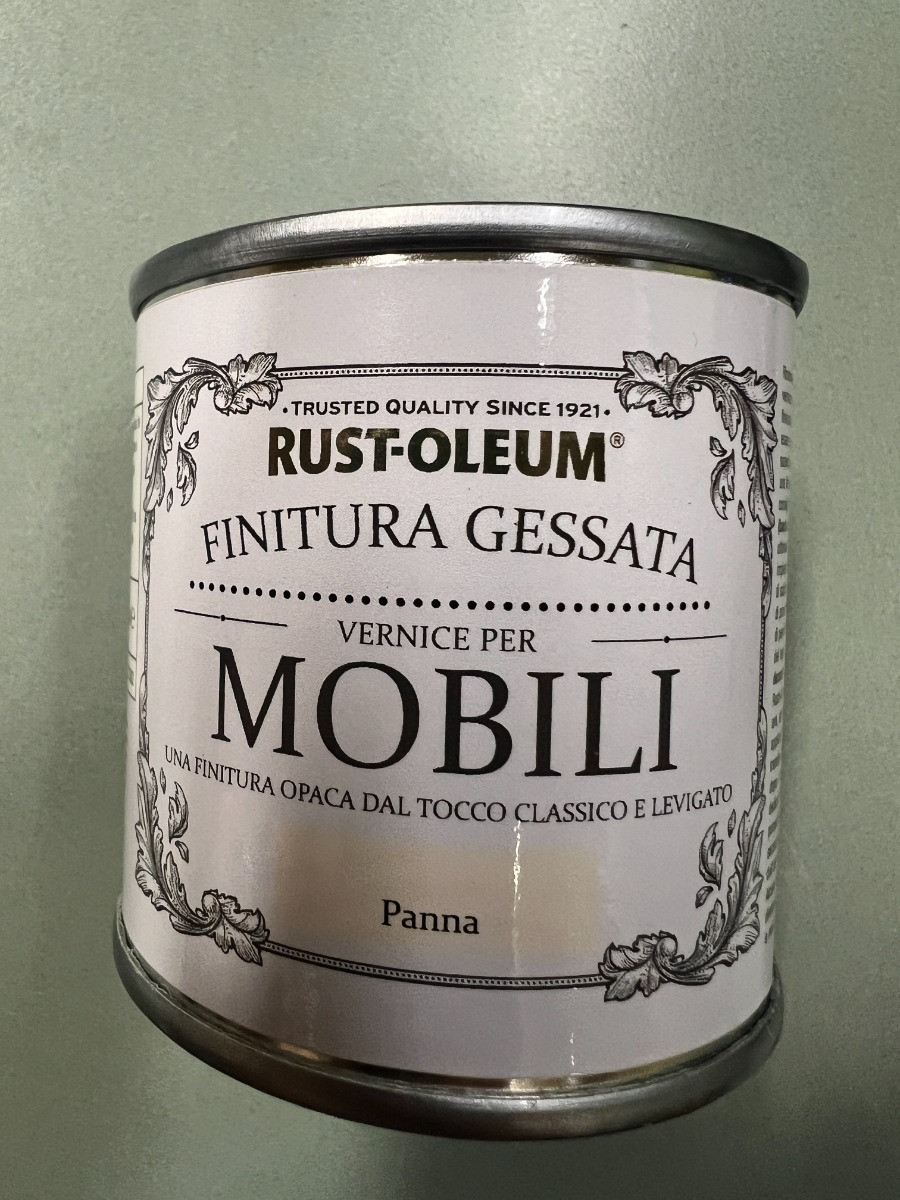 ·TRUSTED QUALITY SINCE 1921·
RUST-OLEUM®
FINITURA GESSATA
VERNICE PER
MOBILI
UNA FINITURA OPACA DAL TOCCO CLASSICO E LEVIGATO
Panna